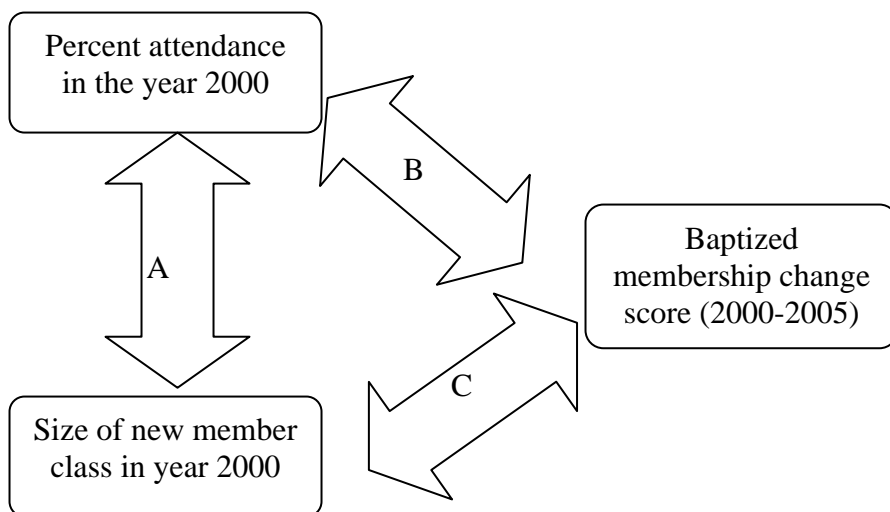 Percent attendance
in the year 2000
B
A
Baptized
membership change
score (2000-2005)
C
Size of new member
class in year 2000